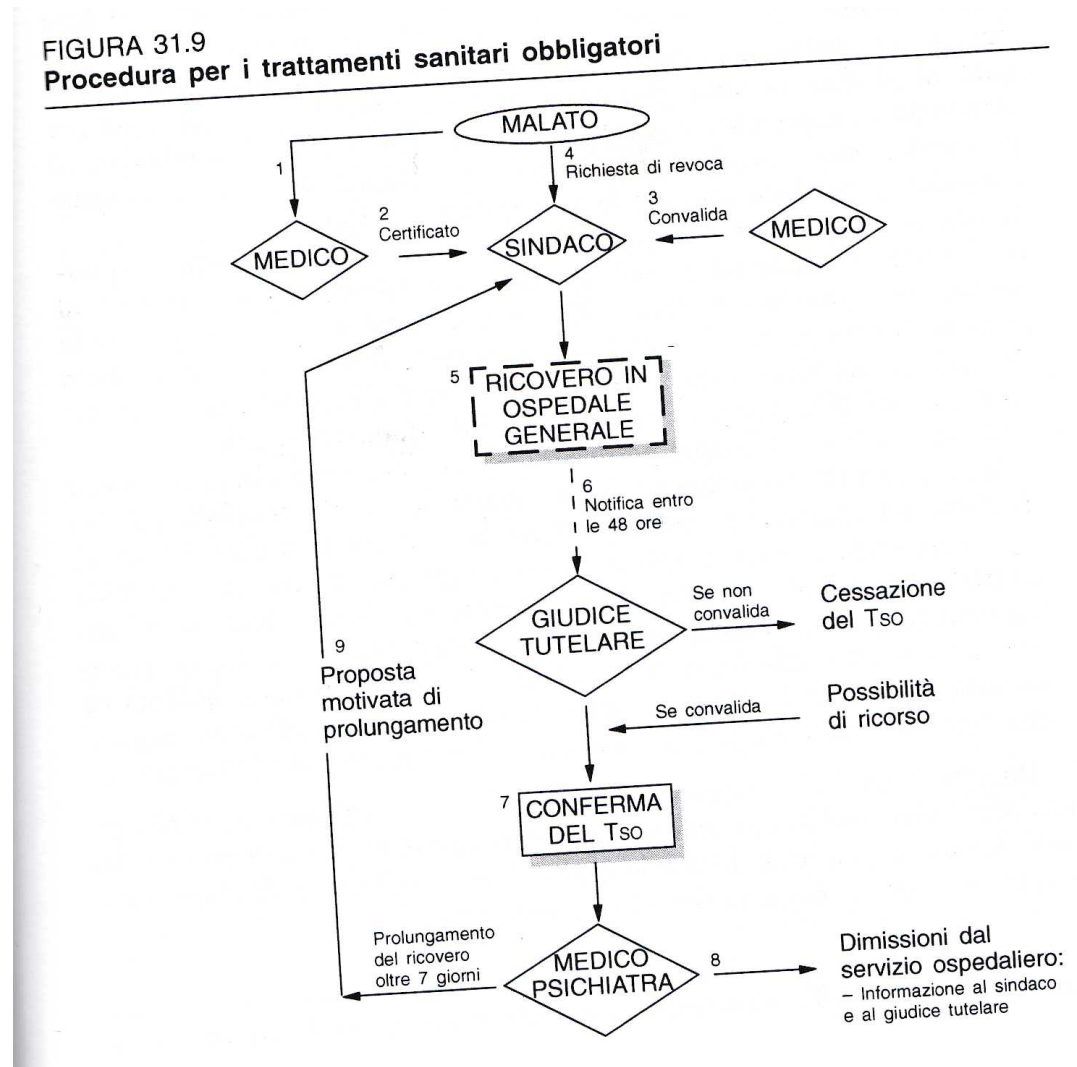 FIGURA 31.9
Procedura per i trattamenti sanitari obbligatori
MALATO
1
4
Richiesta di revoca
2
Certificato
3
Convalida
MEDICO
SINDACO
MEDICO
5
RICOVERO IN
OSPEDALE
GENERALE
6
Notifica entro
le 48 ore
GIUDICE
TUTELARE
Se non
convalida
Cessazione
del Tso
9
Proposta
motivata di
prolungamento
Se convalida
Possibilità
di ricorso
7
CONFERMA
DEL Tso
Prolungamento
del ricovero
oltre 7 giorni
MEDICO
PSICHIATRA
8
Dimissioni dal
servizio ospedaliero:
– Informazione al sindaco
e al giudice tutelare